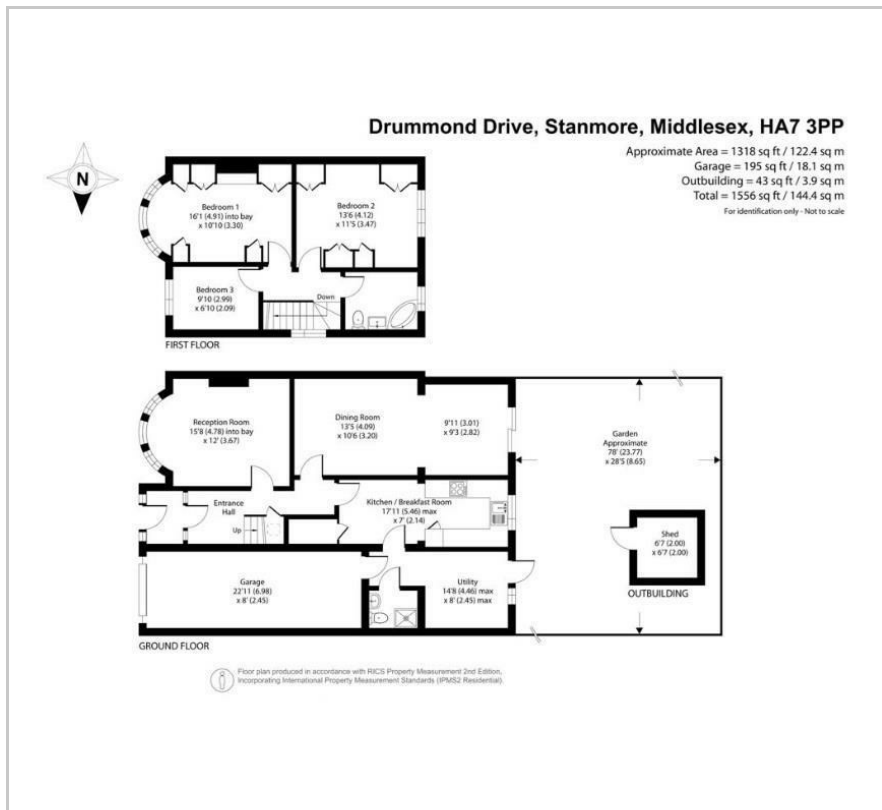 Drummond Drive, Stanmore, Middlesex, HA7 3PP
Approximate Area = 1318 sq ft / 122.4 sq m
Garage = 195 sq ft / 18.1 sq m
Outbuilding = 43 sq ft / 3.9 sq m
Total = 1556 sq ft / 144.4 sq m
For identification only - Not to scale
N
Bedroom 1
16'1 (4.91) into bay
x 10'10 (3.30)
Bedroom 2
13'6 (4.12)
x 11'5 (3.47)
Bedroom 3
9'10 (2.99)
x 6'10 (2.09)
Down
FIRST FLOOR
Reception Room
15'8 (4.78) into bay
x 12' (3.67)
Dining Room
13'5 (4.09)
x 10'6 (3.20)
9'11 (3.01)
x 9'3 (2.82)
Garden
Approximate
78' (23.77)
x 28'5 (8.65)
Entrance
Hall
Up
Kitchen / Breakfast Room
17'11 (5.46) max
x 7' (2.14)
Shed
6'7 (2.00)
x 6'7 (2.00)
OUTBUILDING
Garage
22'11 (6.98)
x 8' (2.45)
Utility
14'8 (4.46) max
x 8' (2.45) max
GROUND FLOOR
Floor plan produced in accordance with RICS Property Measurement 2nd Edition,
Incorporating International Property Measurement Standards (IPMS2 Residential).